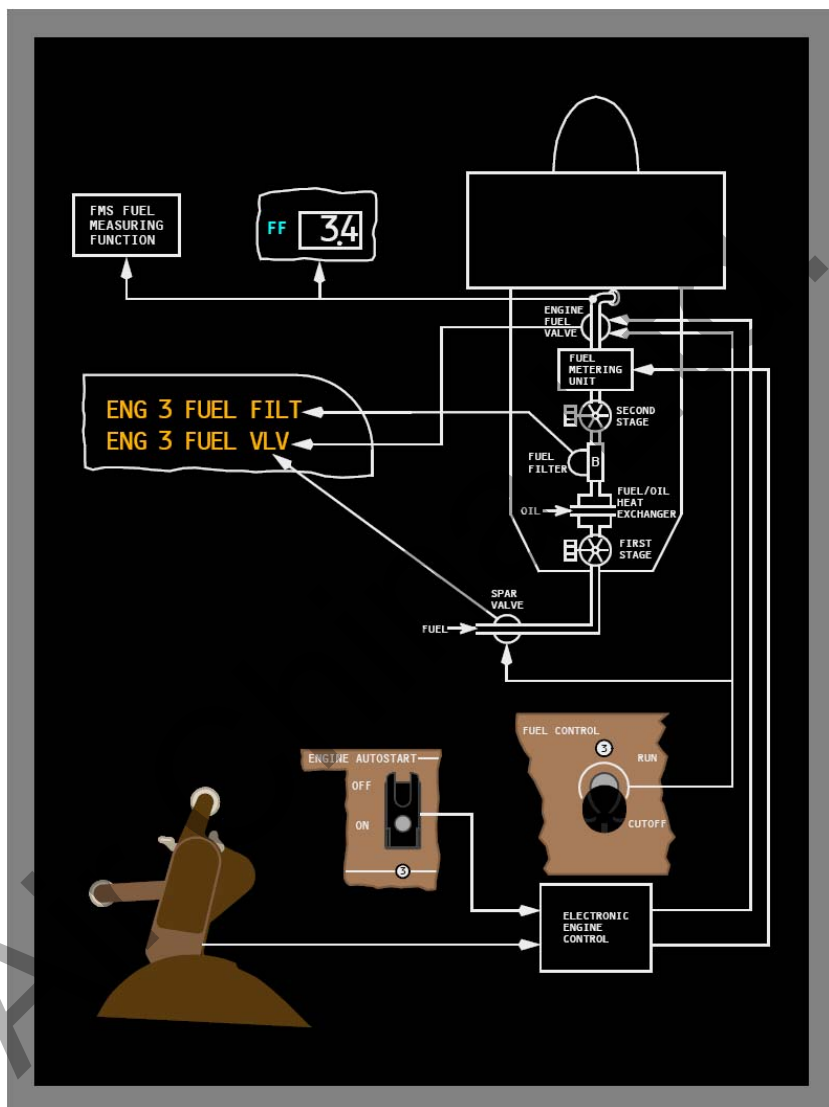 FMS FUEL
MEASURING
FUNCTION
FF 3.4
ENGINE
FUEL
VALVE
FUEL
METERING
UNIT
ENG 3 FUEL FILT
ENG 3 FUEL VLV
SECOND
STAGE
FUEL
FILTER
B
FUEL/OIL
HEAT
EXCHANGER
OIL
FIRST
STAGE
SPAR
VALVE
FUEL
ENGINE AUTOSTART
OFF
ON
3
FUEL CONTROL
3
RUN
CUTOFF
ELECTRONIC
ENGINE
CONTROL